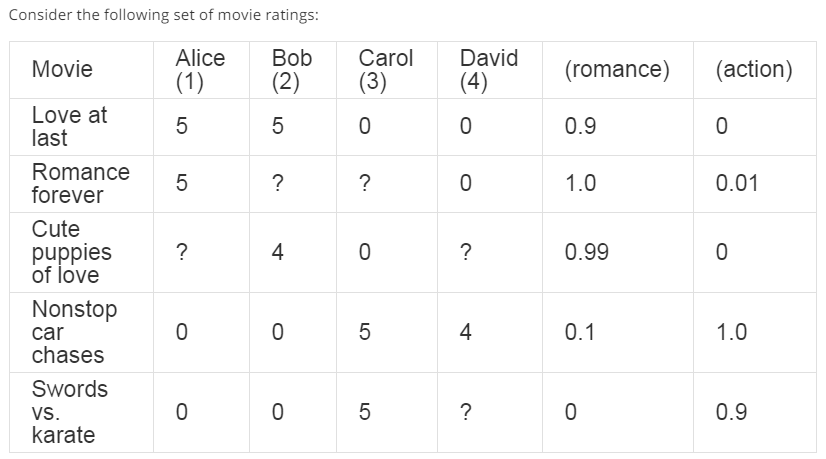 Consider the following set of movie ratings:
Movie Alice (1) Bob (2) Carol (3) David (4) (romance) (action)
Love at last 5 5 0 0 0.9 0
Romance forever 5 ? ? 0 1.0 0.01
Cute puppies of love ? 4 0 ? 0.99 0
Nonstop car chases 0 0 5 4 0.1 1.0
Swords vs. karate 0 0 5 ? 0 0.9